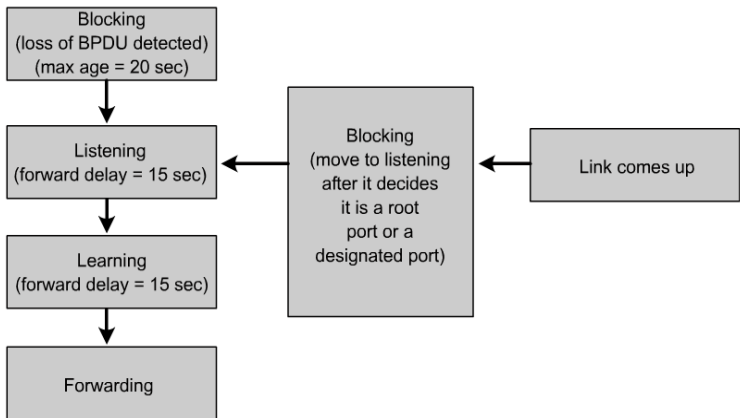 Blocking
(loss of BPDU detected)
(max age = 20 sec)
Listening
(forward delay = 15 sec)
Learning
(forward delay = 15 sec)
Forwarding
Blocking
(move to listening
after it decides
it is a root
port or a
designated port)
Link comes up